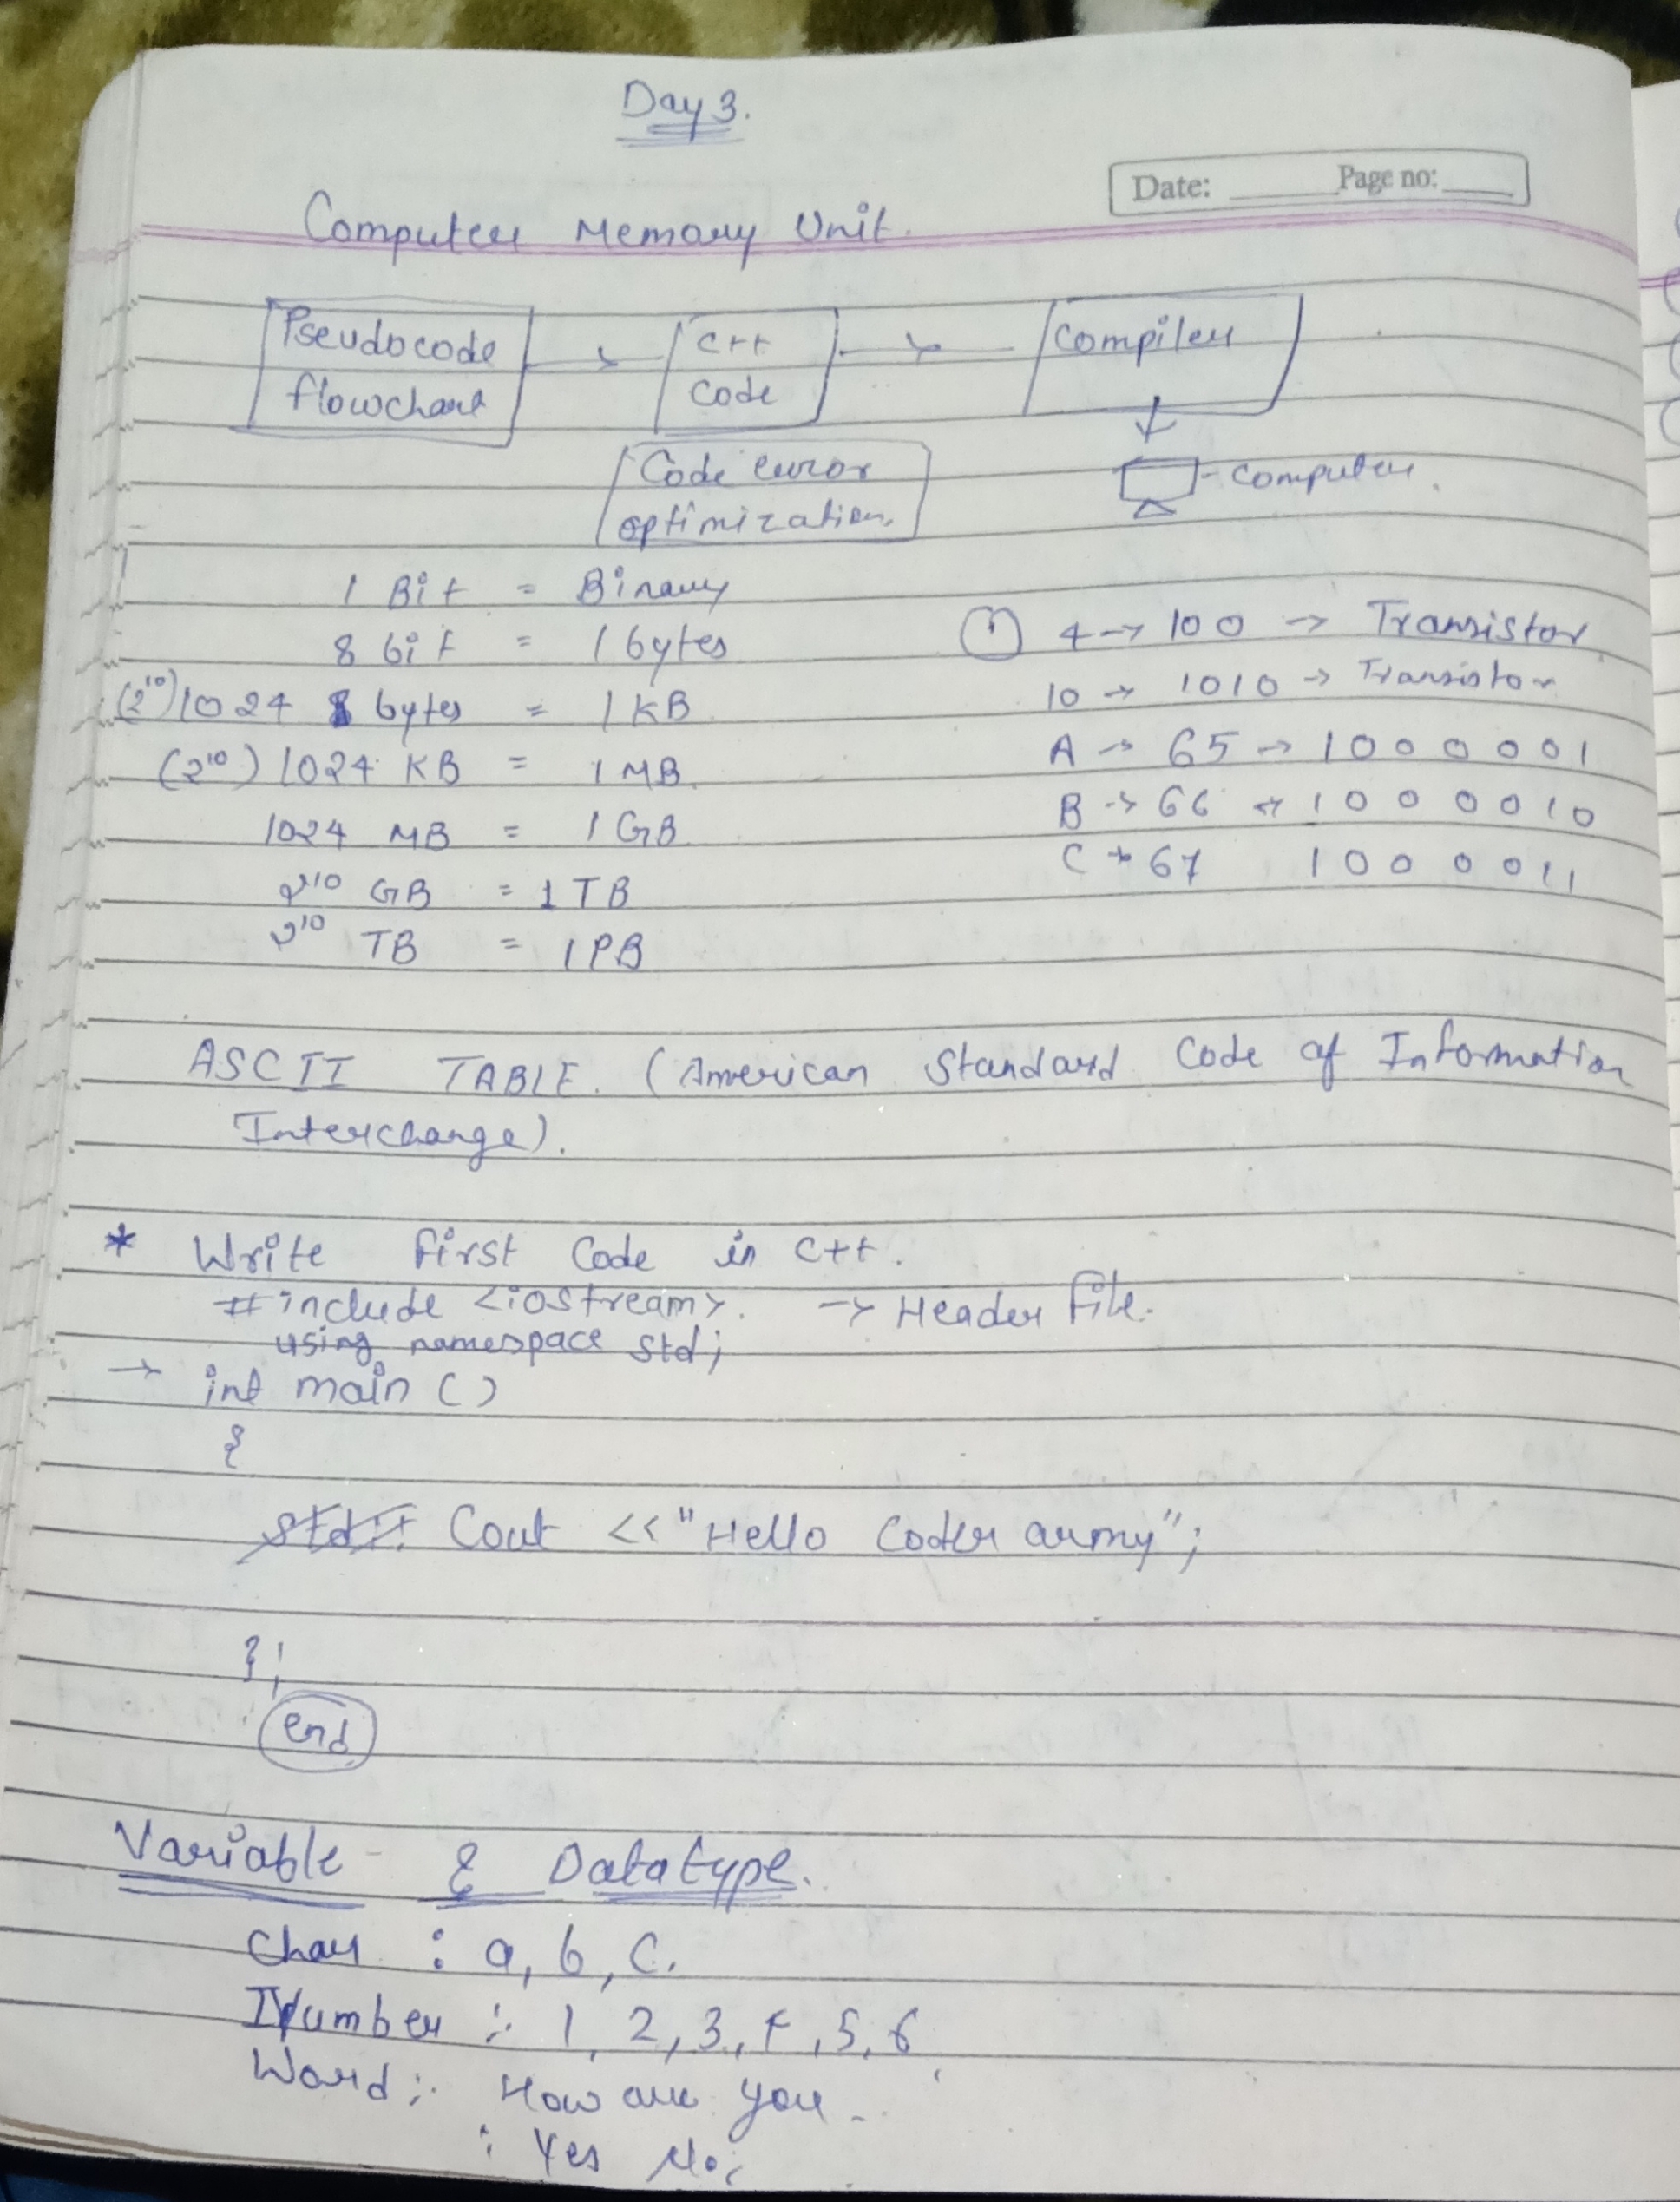 Day 3.
Date: Page no:
Computer Memory Unit.
Pseudocode flowchart → C++ Code → Compiler
Code error optimization
Computer.
1 Bit = Binary
8 bit = 1 bytes
(2^10) 1024 bytes = 1 KB
(2^10) 1024 KB = 1 MB
1024 MB = 1 GB
2^10 GB = 1 TB
2^10 TB = 1 PB
① 4 → 100 → Transistor
10 → 1010 → Transistor
A → 65 → 1000001
B → 66 → 1000010
C → 67 1000011
ASCII TABLE. (American Standard Code of Information
Interchange).
* Write first Code in C++.
#include <iostream>. → Header file.
using namespace std;
→ int main ()
{
Cout << "Hello Coder army";
};
end
Variable & Datatype.
Char : a, b, C.
Number :- 1, 2, 3, 4, 5, 6
Word :- How are you.
: Yes No;